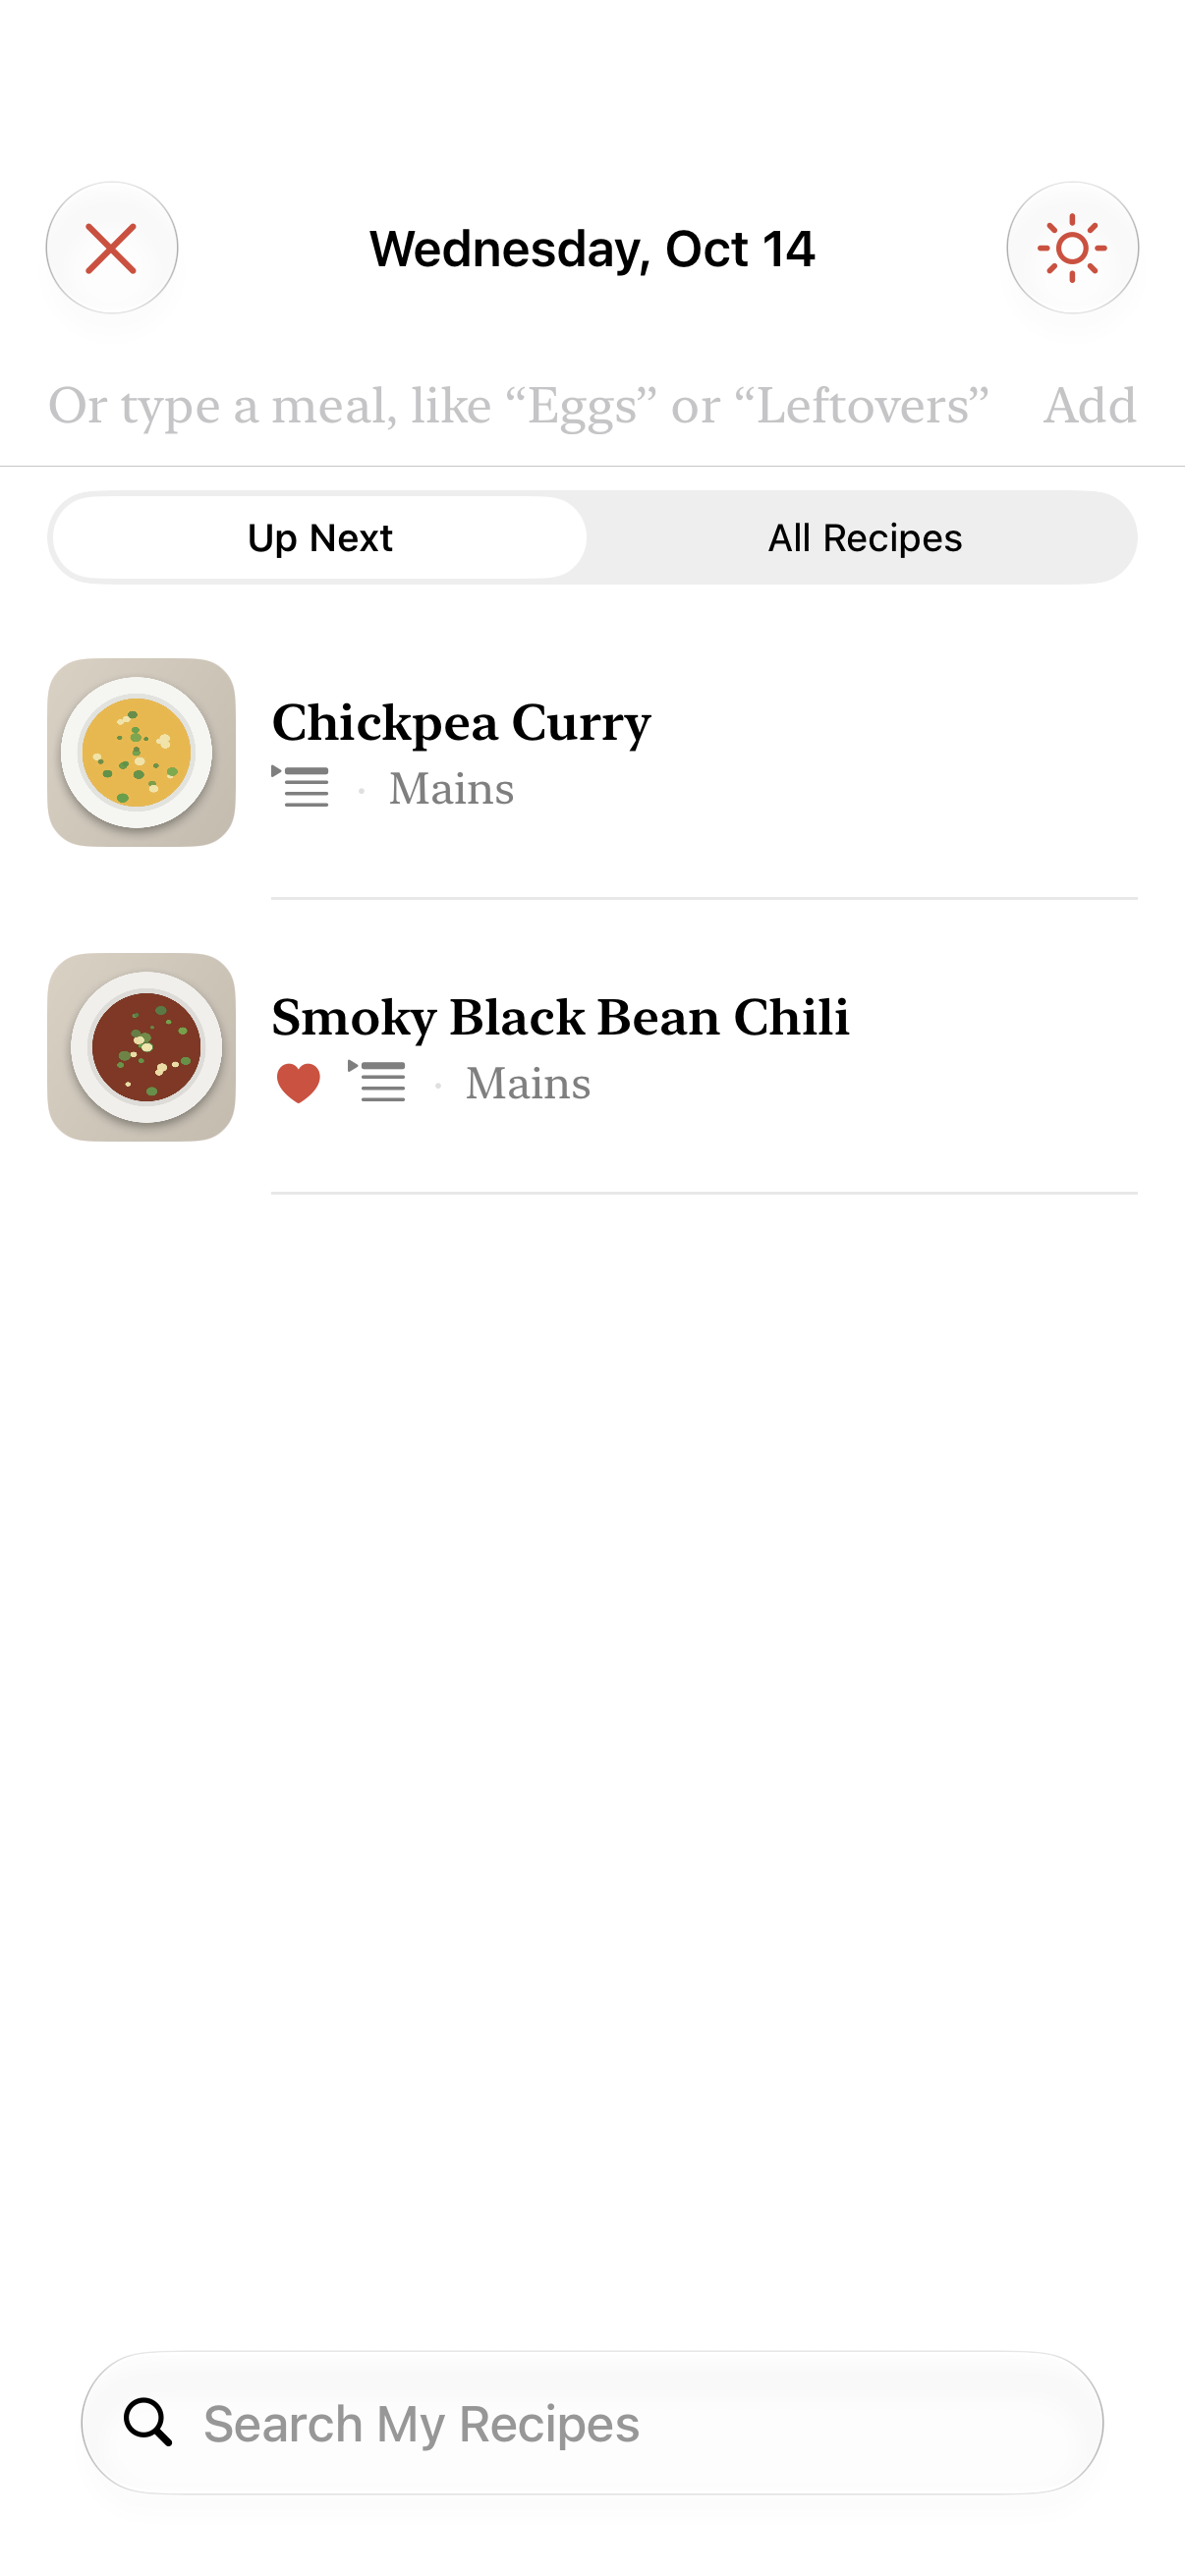 Wednesday, Oct 14
Or type a meal, like “Eggs” or “Leftovers” Add
Up Next All Recipes
Chickpea Curry
· Mains
Smoky Black Bean Chili
· Mains
Search My Recipes